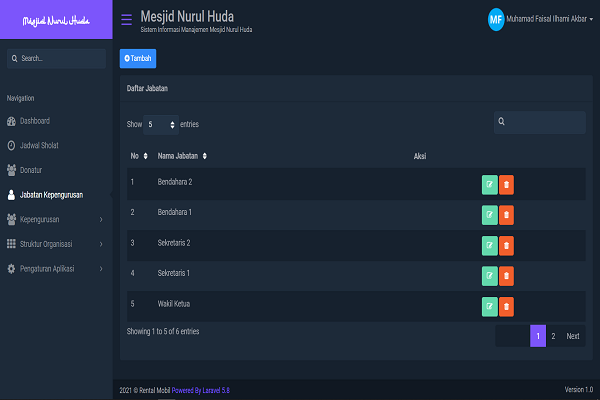 Mesjid Nurul Huda
Mesjid Nurul Huda
Sistem Informasi Manajemen Mesjid Nurul Huda
MF Muhamad Faisal Ilhami Akbar
Search...
Tambah
Navigation
Dashboard
Jadwal Sholat
Donatur
Jabatan Kepengurusan
Kepengurusan
Struktur Organisasi
Pengaturan Aplikasi
Daftar Jabatan
Show 5 entries
No Nama Jabatan Aksi
1 Bendahara 2
2 Bendahara 1
3 Sekretaris 2
4 Sekretaris 1
5 Wakil Ketua
Showing 1 to 5 of 6 entries
1 2 Next
2021 © Rental Mobil Powered By Laravel 5.8
Version 1.0